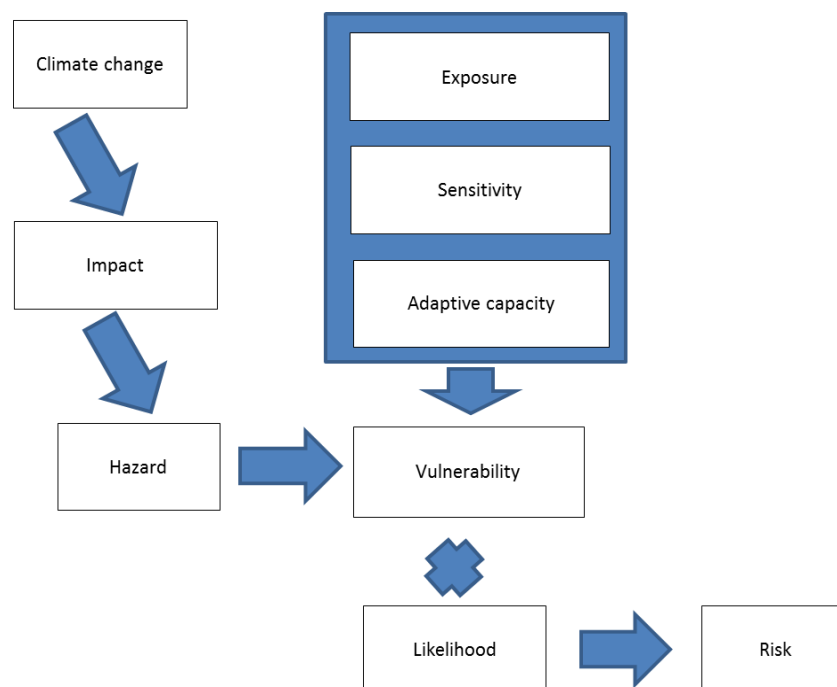 Climate change
Exposure
Sensitivity
Impact
Adaptive capacity
Hazard
Vulnerability
Likelihood
Risk